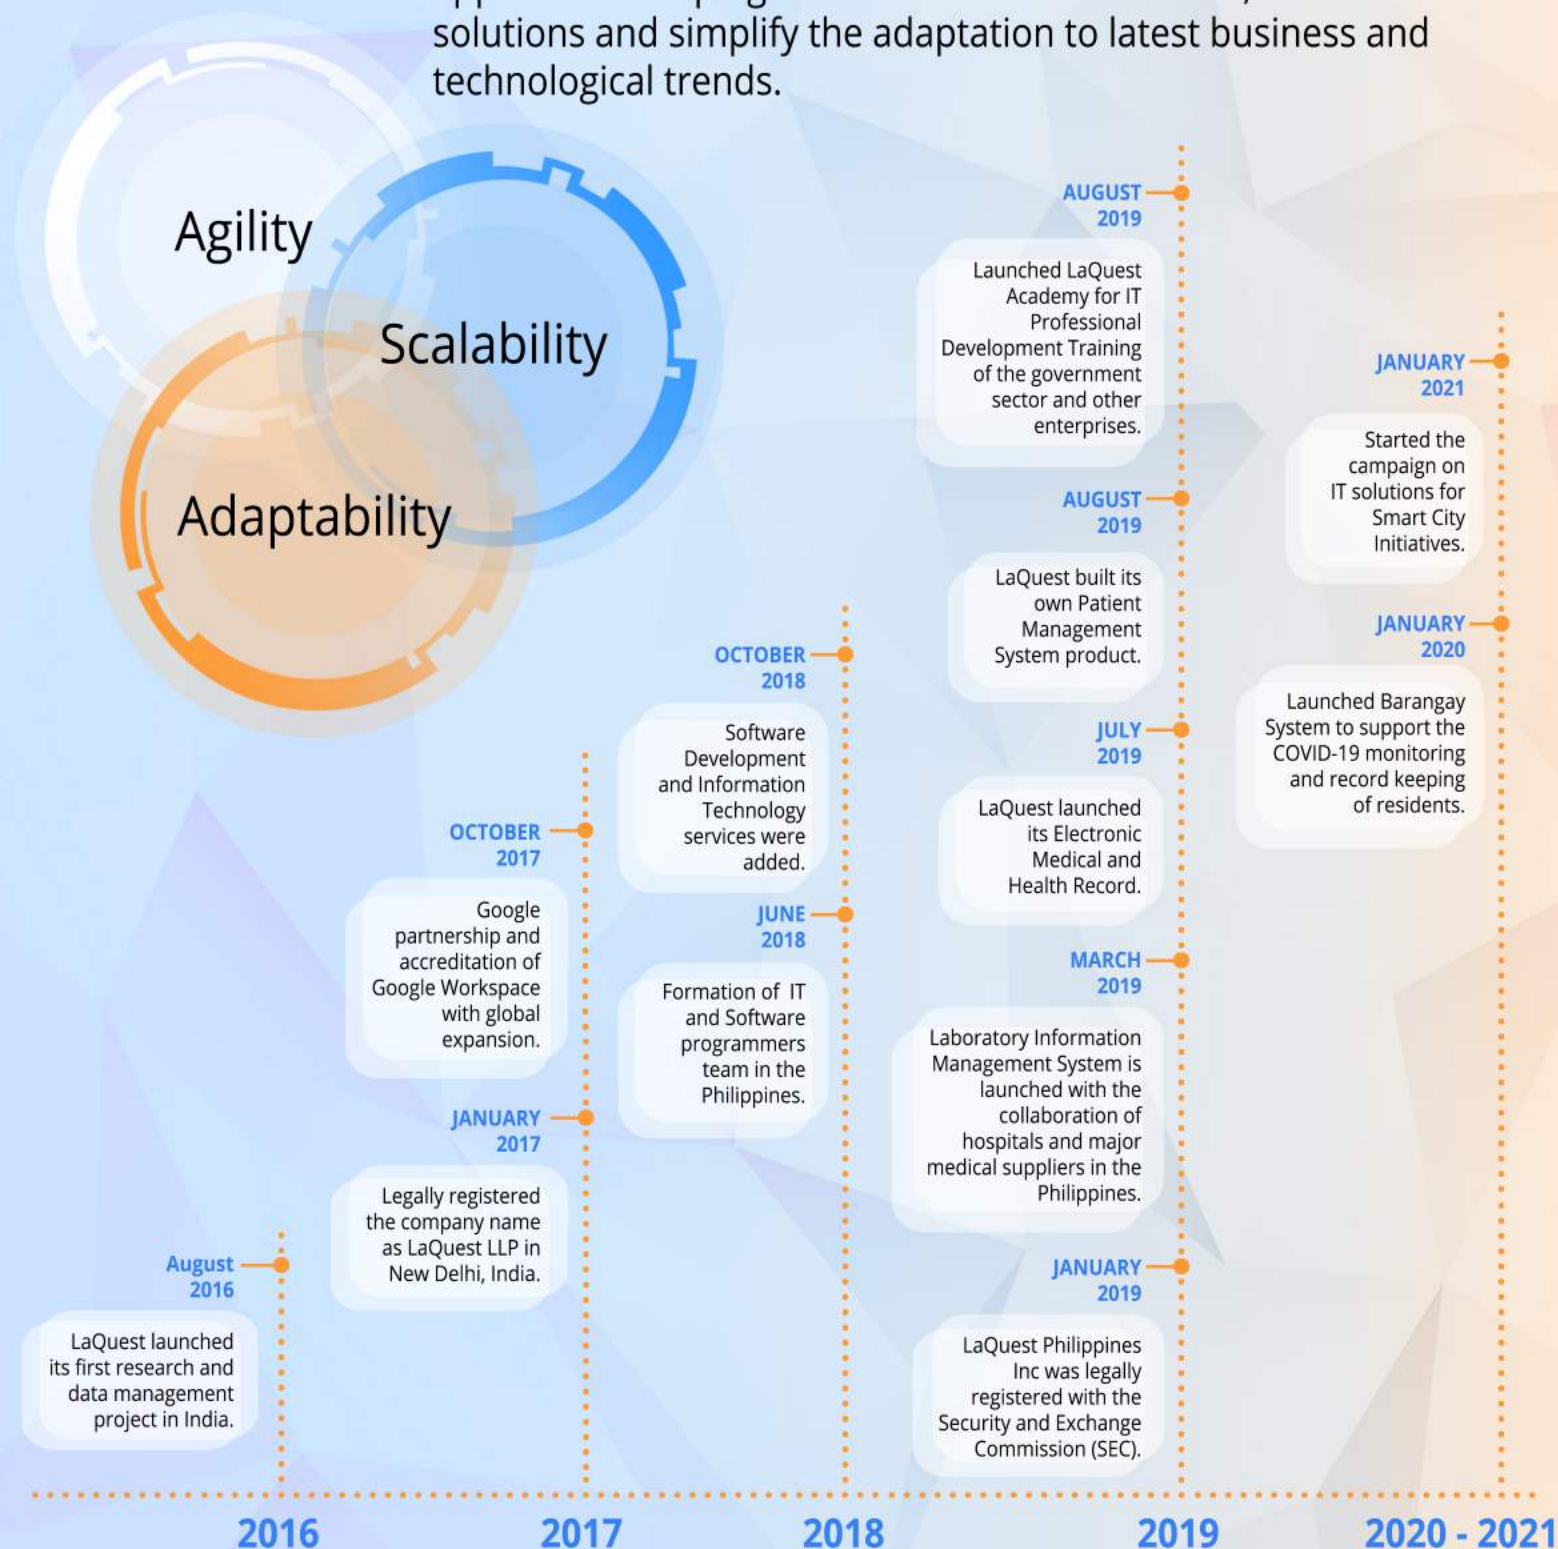 solutions and simplify the adaptation to latest business and
technological trends.
Agility
Scalability
Adaptability
August
2016
LaQuest launched
its first research and
data management
project in India.
OCTOBER
2017
Google
partnership and
accreditation of
Google Workspace
with global
expansion.
JANUARY
2017
Legally registered
the company name
as LaQuest LLP in
New Delhi, India.
OCTOBER
2018
Software
Development
and Information
Technology
services were
added.
JUNE
2018
Formation of IT
and Software
programmers
team in the
Philippines.
AUGUST
2019
Launched LaQuest
Academy for IT
Professional
Development Training
of the government
sector and other
enterprises.
AUGUST
2019
LaQuest built its
own Patient
Management
System product.
JULY
2019
LaQuest launched
its Electronic
Medical and
Health Record.
MARCH
2019
Laboratory Information
Management System is
launched with the
collaboration of
hospitals and major
medical suppliers in the
Philippines.
JANUARY
2019
LaQuest Philippines
Inc was legally
registered with the
Security and Exchange
Commission (SEC).
JANUARY
2021
Started the
campaign on
IT solutions for
Smart City
Initiatives.
JANUARY
2020
Launched Barangay
System to support the
COVID-19 monitoring
and record keeping
of residents.
2016
2017
2018
2019
2020 - 2021